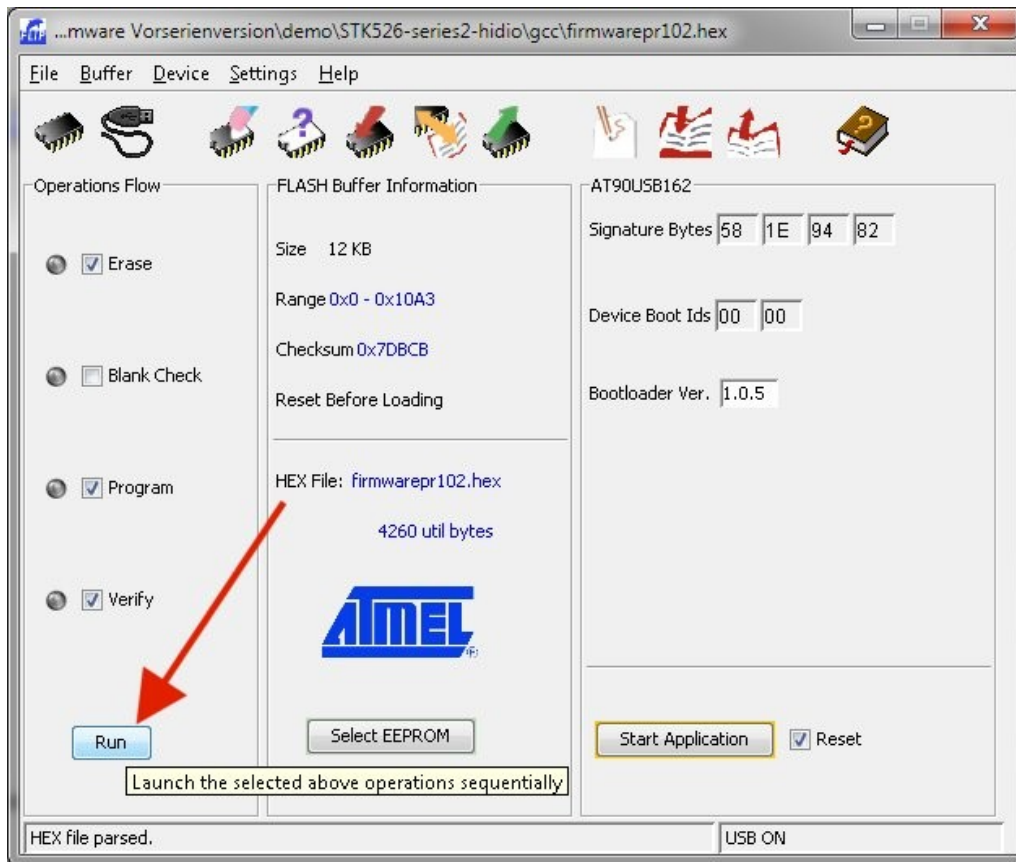 ...mware Vorserienversion\demo\STK526-series2-hidio\gcc\firmwarepr102.hex
File Buffer Device Settings Help
Operations Flow
Erase
Blank Check
Program
Verify
Run
FLASH Buffer Information
Size 12 KB
Range 0x0 - 0x10A3
Checksum 0x7DBCB
Reset Before Loading
HEX File: firmwarepr102.hex
4260 util bytes
ATMEL
®
Select EEPROM
Launch the selected above operations sequentially
AT90USB162
Signature Bytes 58 1E 94 82
Device Boot Ids 00 00
Bootloader Ver. 1.0.5
Start Application Reset
HEX file parsed. USB ON